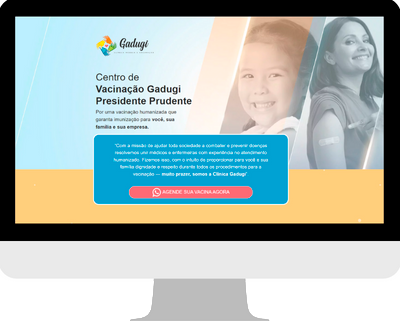 Gadugi
Centro de
Vacinação Gadugi
Presidente Prudente
Por uma vacinação humanizada que
garante imunização para você, sua
família e sua empresa.
"Com a missão de ajudar toda sociedade a combater e prevenir doenças
resolvemos unir médicos e enfermeiras com experiência no atendimento
humanizado. Fizemos isso, com o intuito de proporcionar para você e sua
família dignidade e respeito durante todos os procedimentos para a
vacinação — muito prazer, somos a Clínica Gadugi"
AGENDE SUA VACINA AGORA